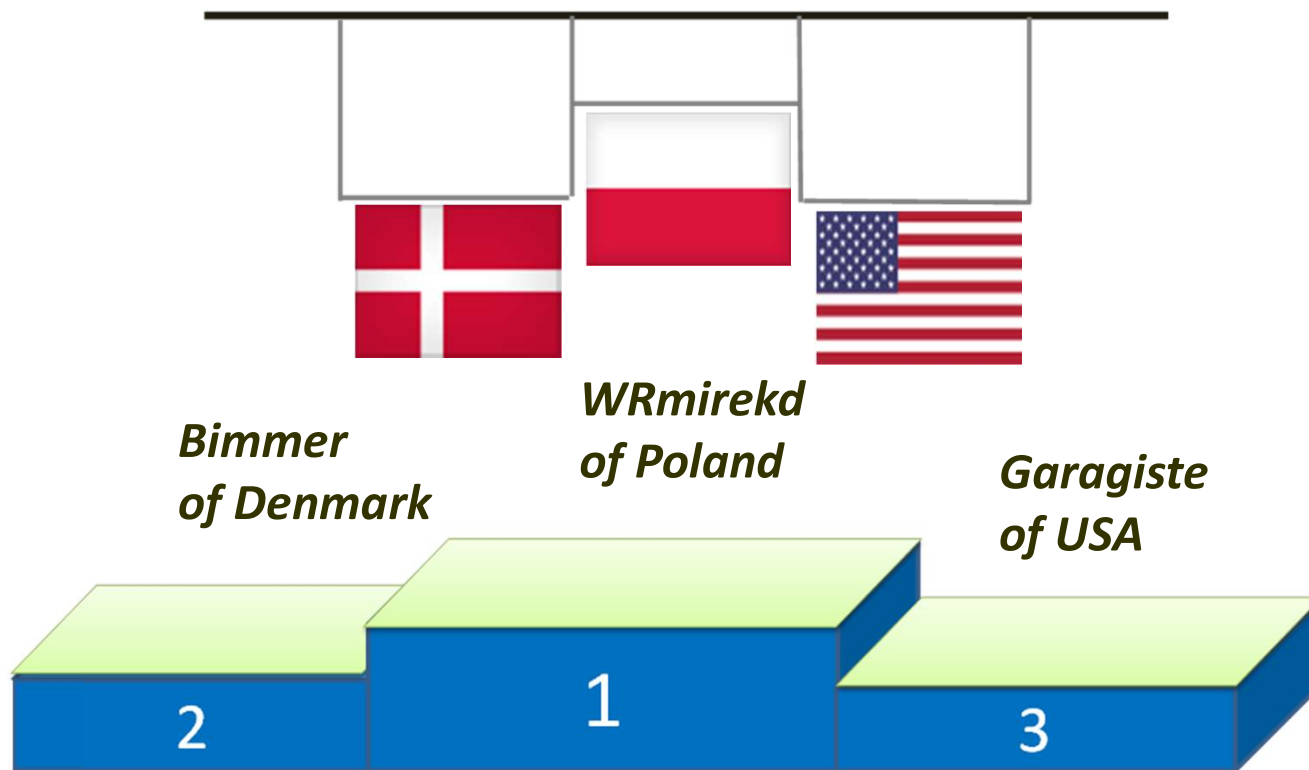 WRmirekd
of Poland
Bimmer
of Denmark
Garagiste
of USA
2
1
3